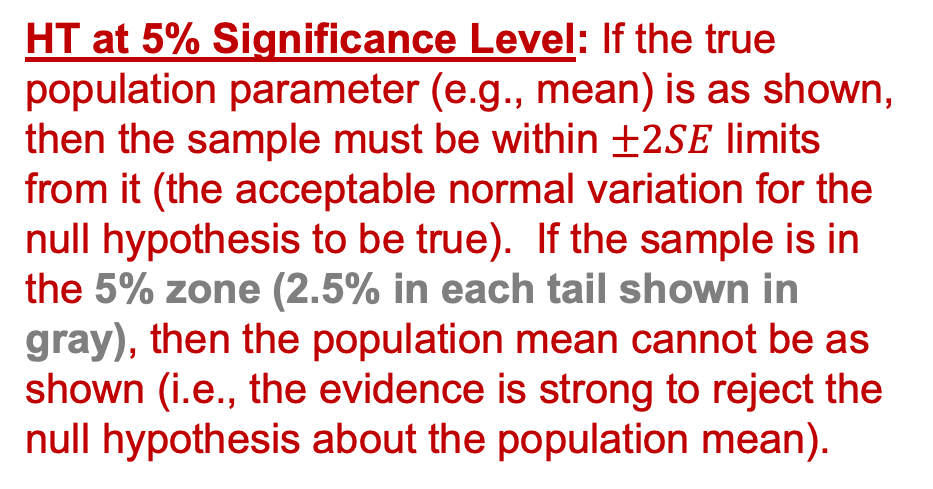 HT at 5% Significance Level: If the true
population parameter (e.g., mean) is as shown,
then the sample must be within ±2SE limits
from it (the acceptable normal variation for the
null hypothesis to be true).  If the sample is in
the 5% zone (2.5% in each tail shown in
gray), then the population mean cannot be as
shown (i.e., the evidence is strong to reject the
null hypothesis about the population mean).